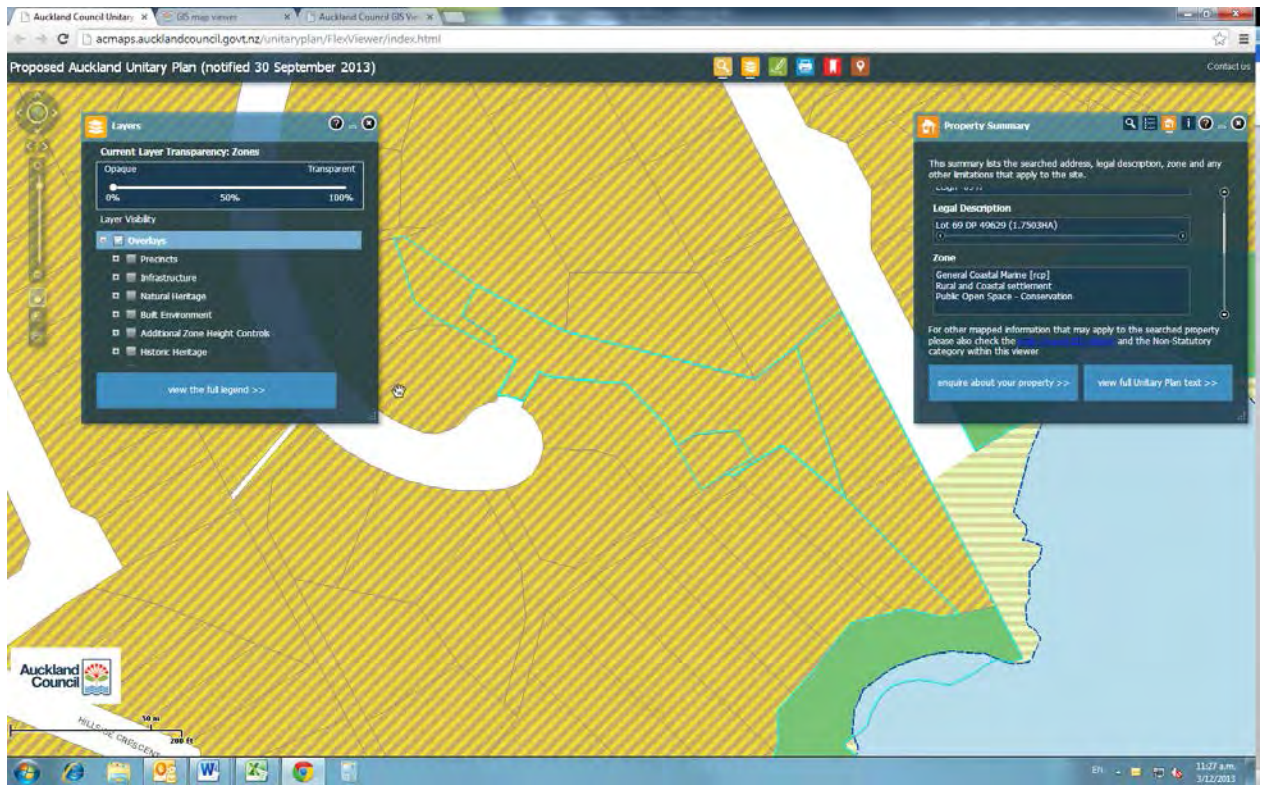 Auckland Council Unitary
GIS map viewer
Auckland Council GIS Vie
acmaps.aucklandcouncil.govt.nz/unitaryplan/FlexViewer/index.html
Proposed Auckland Unitary Plan (notified 30 September 2013)
Contact us
Layers
Current Layer Transparency: Zones
Opaque Transparent
0% 50% 100%
Layer Visibility
Overlays
Precincts
Infrastructure
Natural Heritage
Built Environment
Additional Zone Height Controls
Historic Heritage
view the full legend >>
Property Summary
This summary lists the searched address, legal description, zone and any
other limitations that apply to the site.
Legal Description
Lot 69 DP 49629 (1.7503HA)
Zone
General Coastal Marine [rcp]
Rural and Coastal settlement
Public Open Space - Conservation
For other mapped information that may apply to the searched property
please also check the and the Non-Statutory
category within this viewer
enquire about your property >>
view full Unitary Plan text >>
Auckland
Council
50 m
200 ft
HILLSIDE CRESCENT
EN
11:27 a.m.
3/12/2013